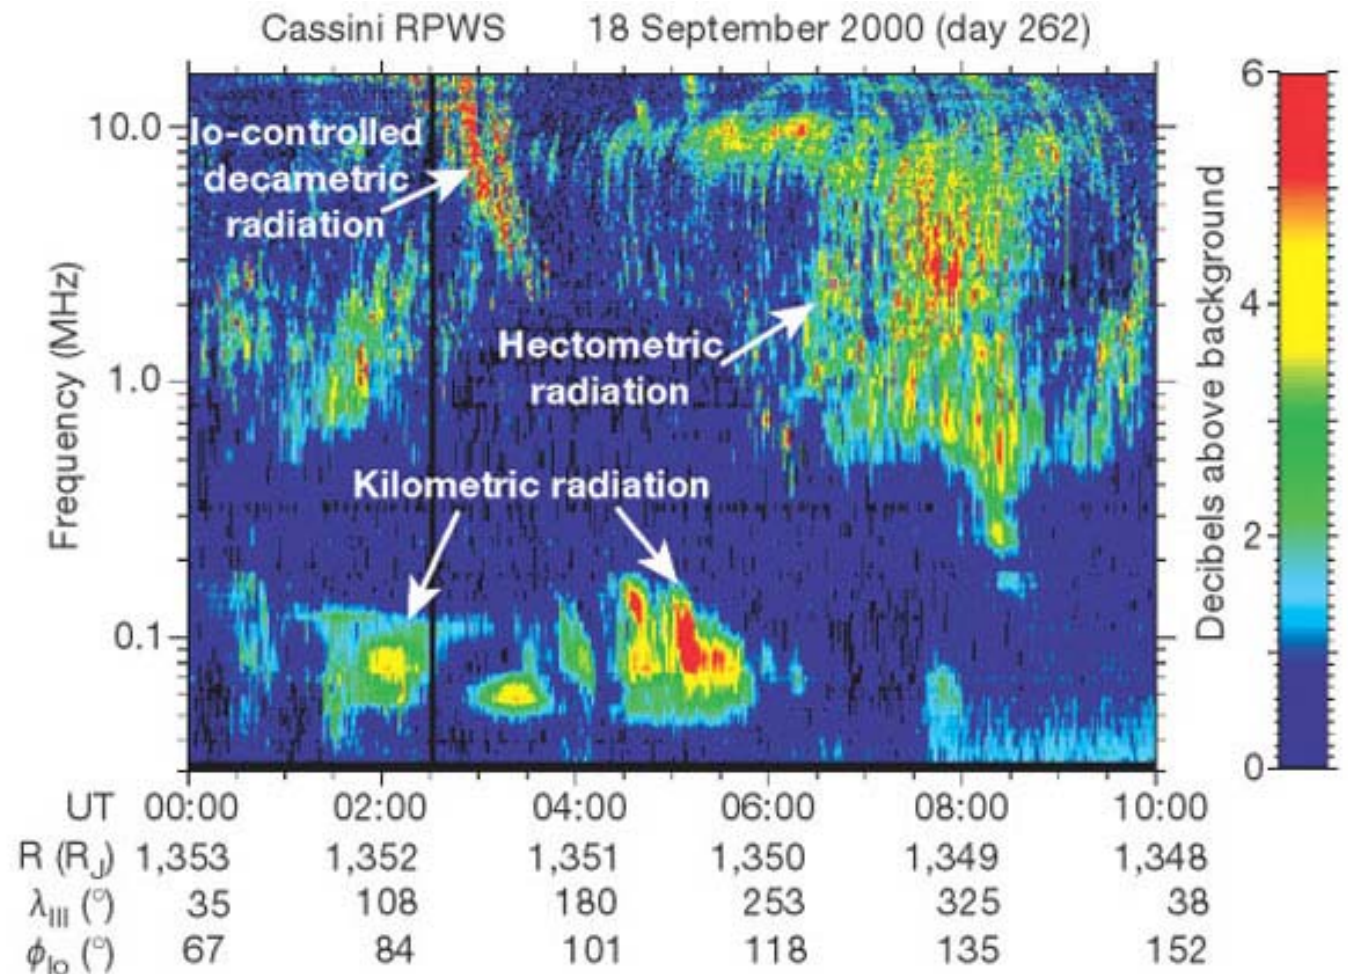 Cassini RPWS 18 September 2000 (day 262)
10.0
1.0
0.1
Frequency (MHz)
Io-controlled
decametric
radiation
Hectometric
radiation
Kilometric radiation
6
4
2
0
Decibels above background
UT 00:00 02:00 04:00 06:00 08:00 10:00
R (R_J) 1,353 1,352 1,351 1,350 1,349 1,348
λ_III (°) 35 108 180 253 325 38
ϕ_Io (°) 67 84 101 118 135 152